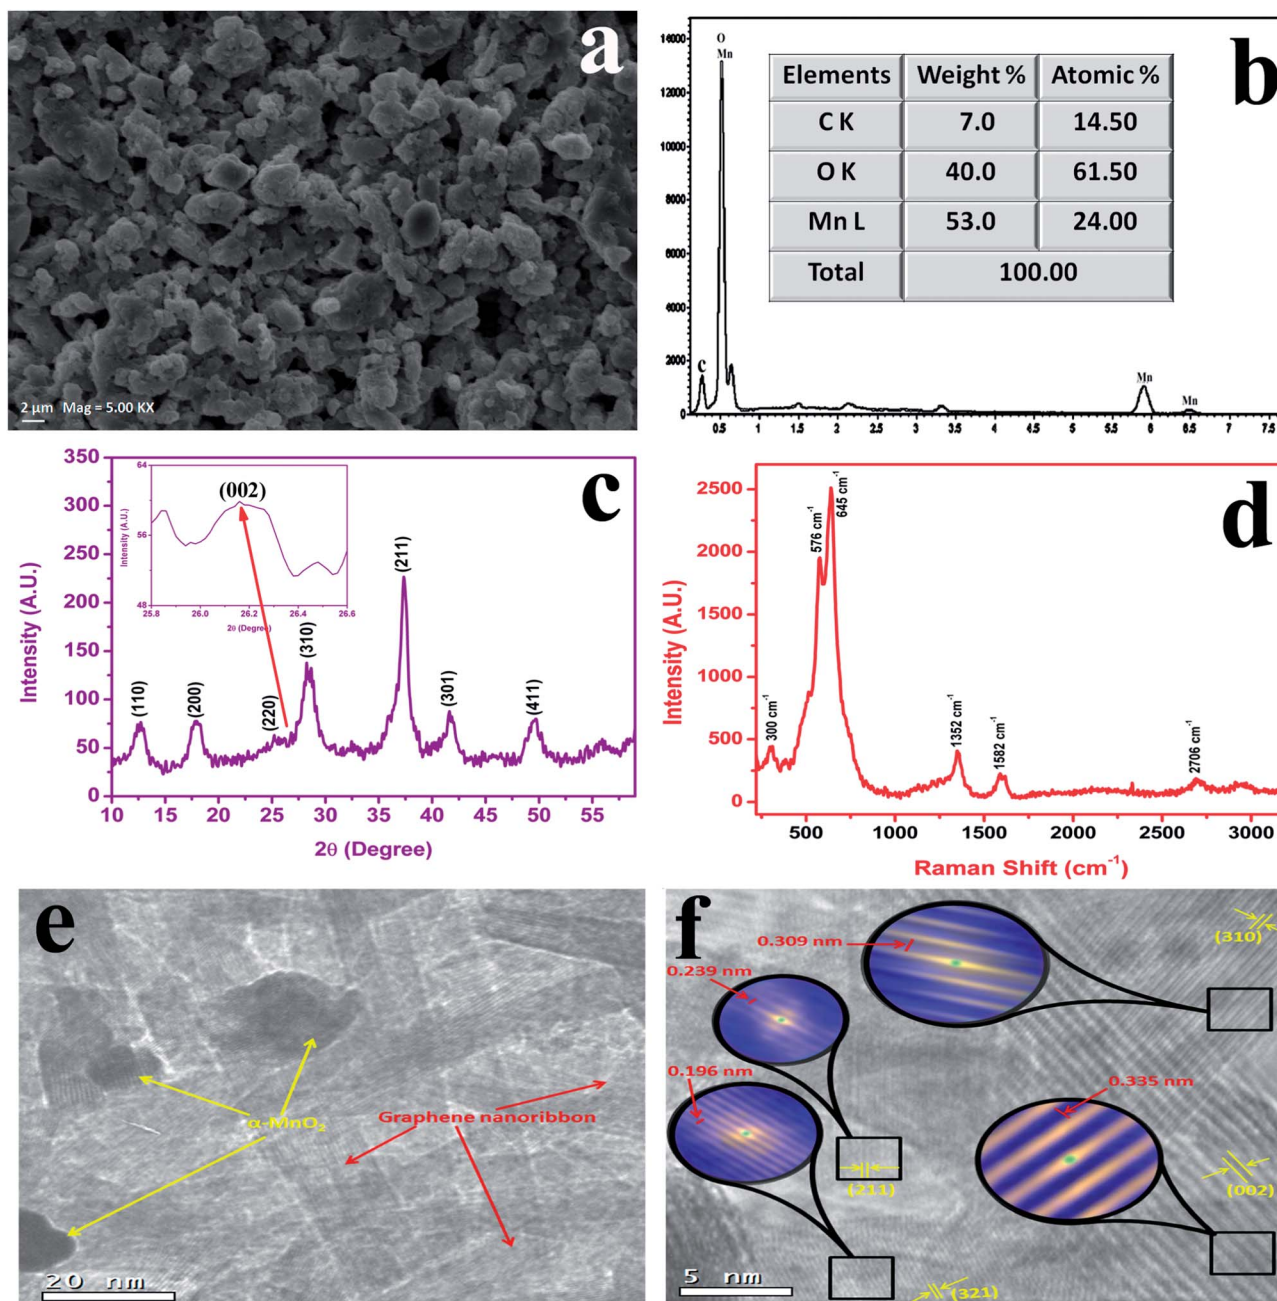 a
2 µm Mag = 5.00 KX
b
O
Mn
C
Mn
Mn
14000
12000
10000
8000
6000
14000
2000
0
0.5 1 1.5 2 2.5 3 3.5 4 4.5 5 5.5 6 6.5 7 7.5
Elements Weight % Atomic %
C K 7.0 14.50
O K 40.0 61.50
Mn L 53.0 24.00
Total 100.00
c
350
300
250
200
150
100
50
0
Intensity (A.U.)
10 15 20 25 30 35 40 45 50 55
2θ (Degree)
(110)
(200)
(220)
(310)
(211)
(301)
(411)
64
56
48
Intensity (A.U.)
(002)
25.8 26.0 26.2 26.4 26.6
2θ (Degree)
d
2500
2000
1500
1000
500
0
Intensity (A.U.)
300 cm-1
576 cm-1
645 cm-1
1352 cm-1
1582 cm-1
2706 cm-1
500 1000 1500 2000 2500 3000
Raman Shift (cm-1)
e
α-MnO2
Graphene nanoribbon
20 nm
f
0.309 nm
0.239 nm
0.196 nm
0.335 nm
(310)
(211)
(002)
(321)
5 nm